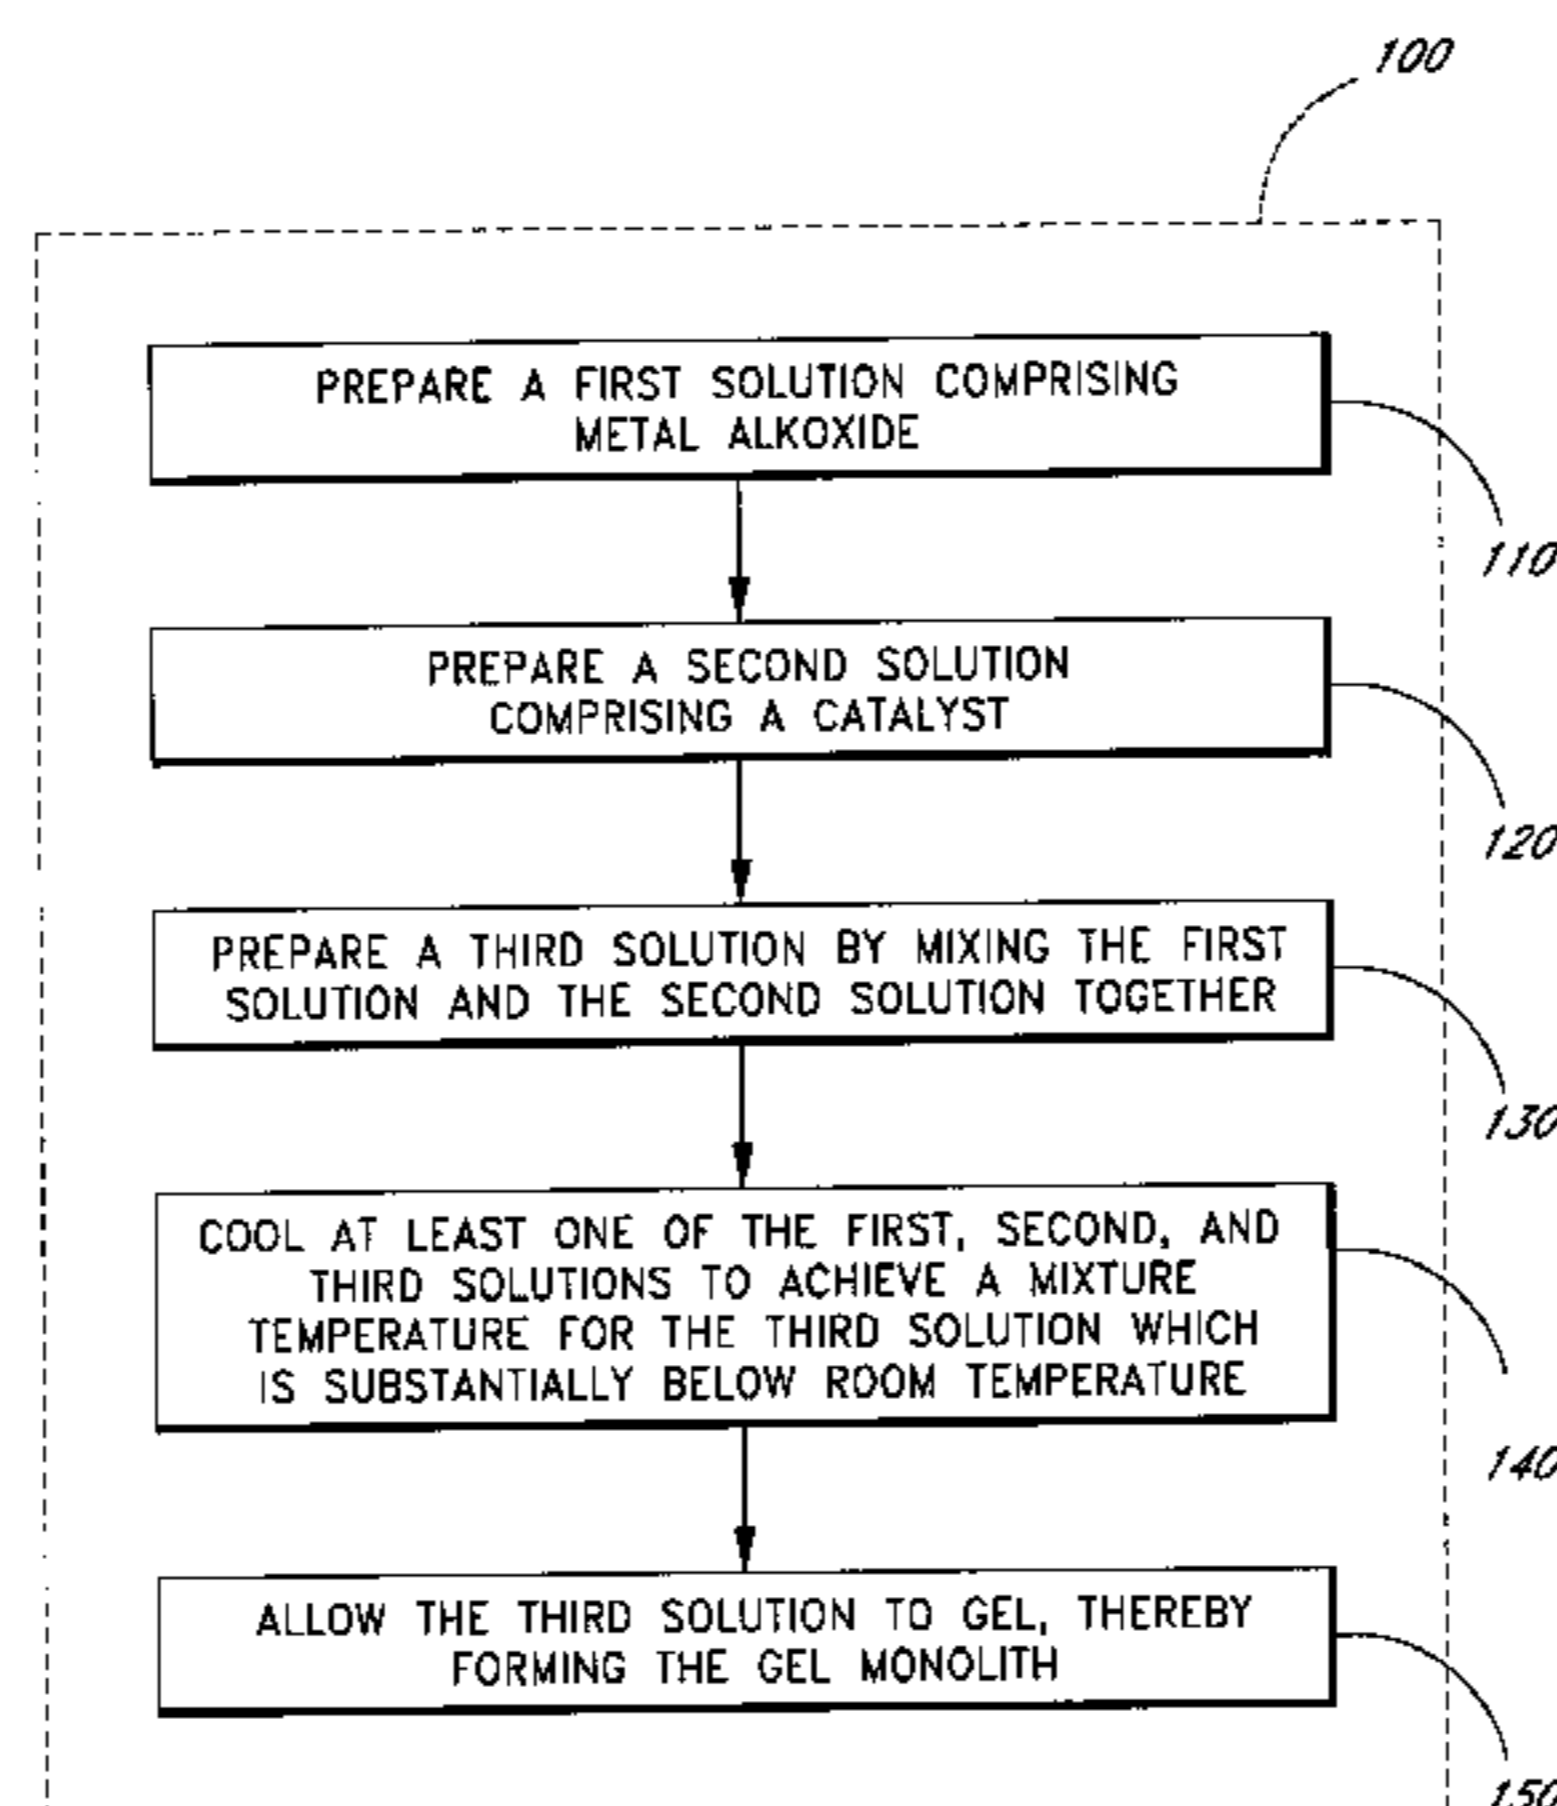 100
PREPARE A FIRST SOLUTION COMPRISING
METAL ALKOXIDE
110
PREPARE A SECOND SOLUTION
COMPRISING A CATALYST
120
PREPARE A THIRD SOLUTION BY MIXING THE FIRST
SOLUTION AND THE SECOND SOLUTION TOGETHER
130
COOL AT LEAST ONE OF THE FIRST, SECOND, AND
THIRD SOLUTIONS TO ACHIEVE A MIXTURE
TEMPERATURE FOR THE THIRD SOLUTION WHICH
IS SUBSTANTIALLY BELOW ROOM TEMPERATURE
140
ALLOW THE THIRD SOLUTION TO GEL, THEREBY
FORMING THE GEL MONOLITH
150